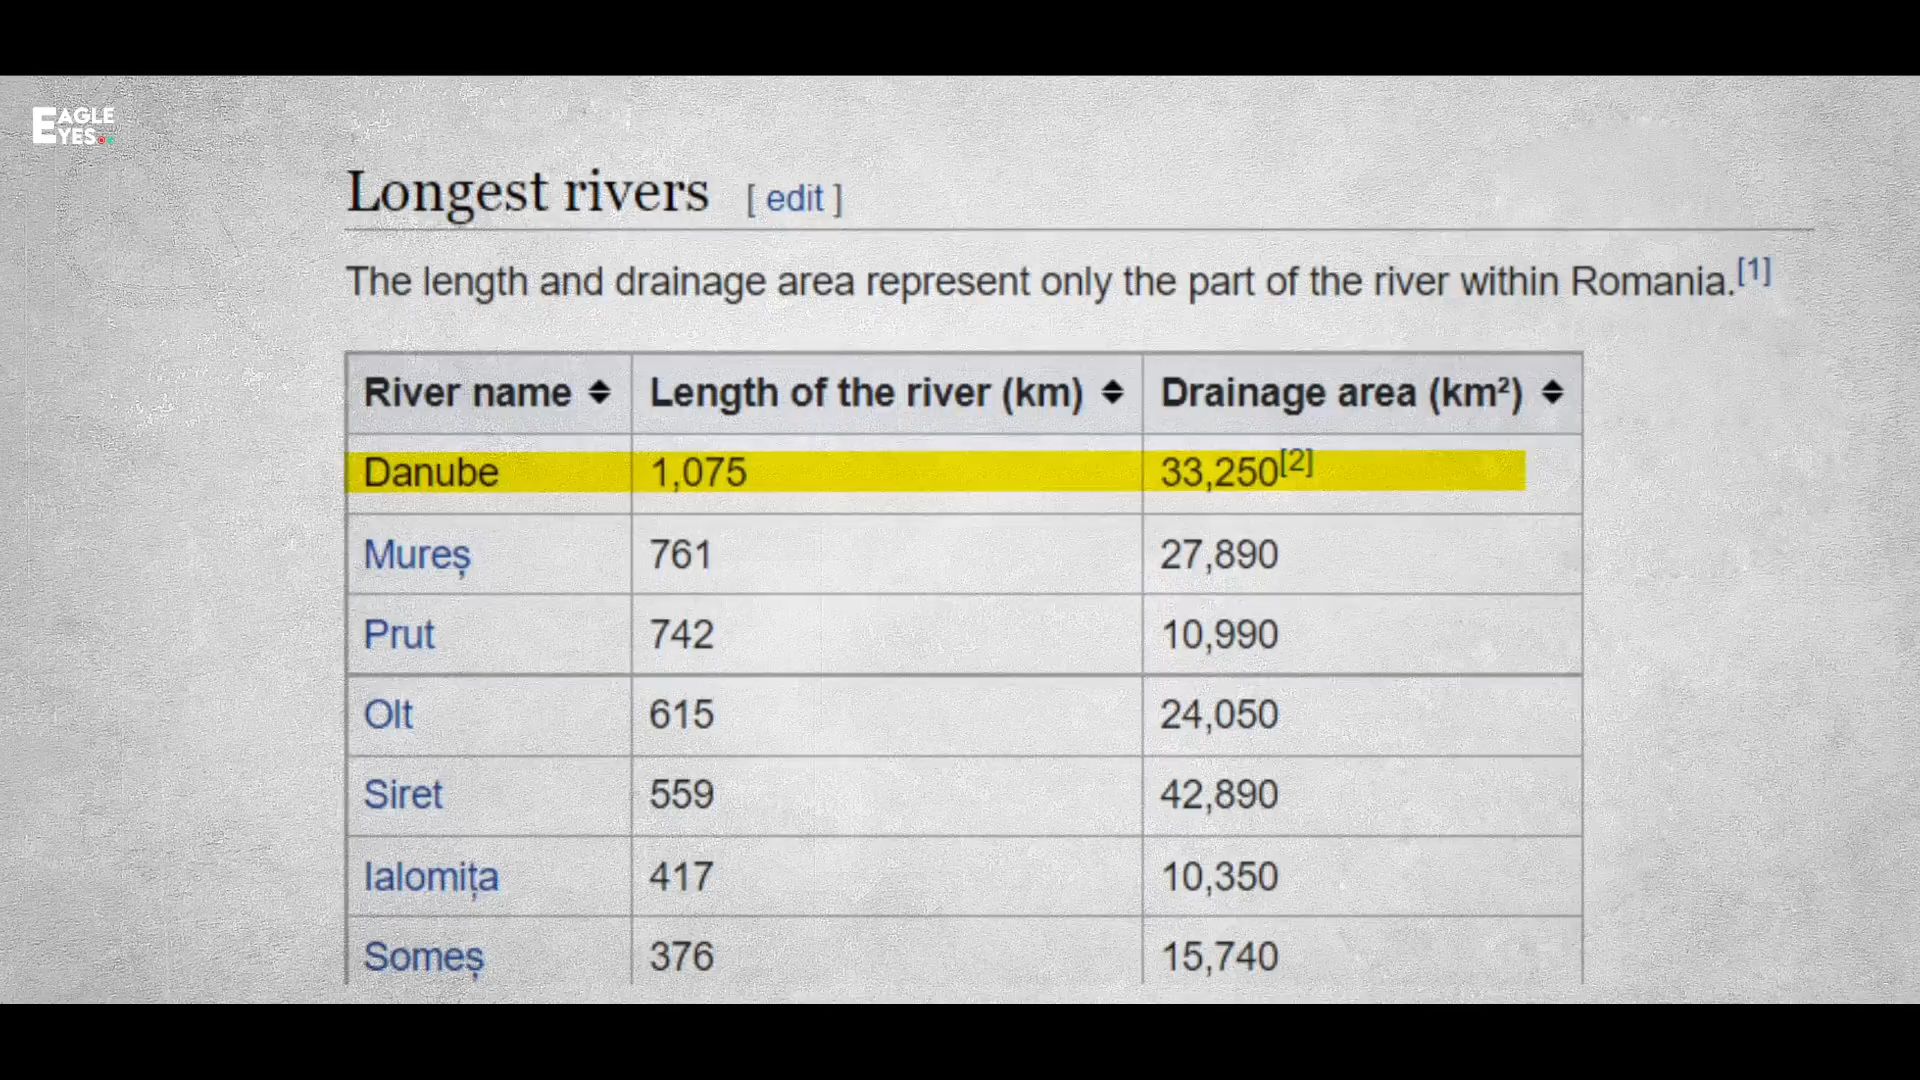 EAGLE
EYES
Longest rivers [ edit ]
The length and drainage area represent only the part of the river within Romania.[1]
River name Length of the river (km) Drainage area (km²)
Danube 1,075 33,250[2]
Mureș 761 27,890
Prut 742 10,990
Olt 615 24,050
Siret 559 42,890
Ialomița 417 10,350
Someș 376 15,740